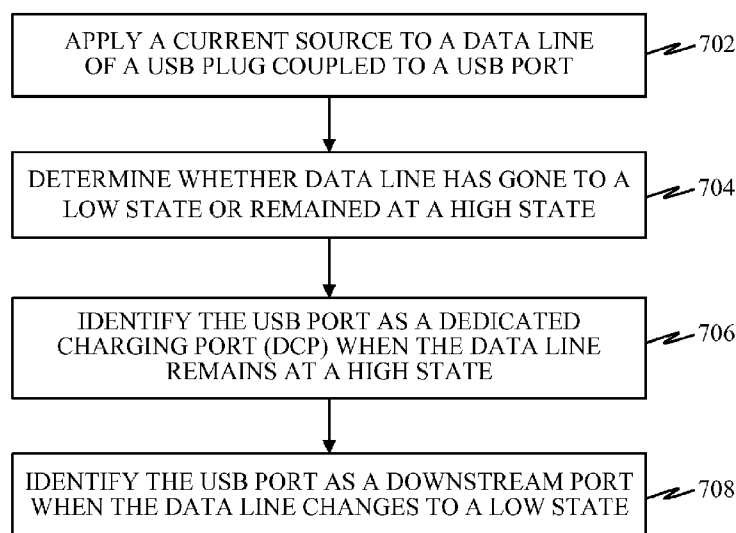 APPLY A CURRENT SOURCE TO A DATA LINE
OF A USB PLUG COUPLED TO A USB PORT
702
DETERMINE WHETHER DATA LINE HAS GONE TO A
LOW STATE OR REMAINED AT A HIGH STATE
704
IDENTIFY THE USB PORT AS A DEDICATED
CHARGING PORT (DCP) WHEN THE DATA LINE
REMAINS AT A HIGH STATE
706
IDENTIFY THE USB PORT AS A DOWNSTREAM PORT
WHEN THE DATA LINE CHANGES TO A LOW STATE
708